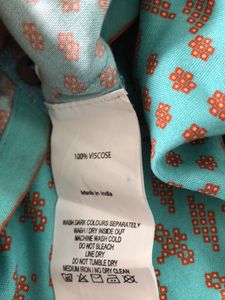 100% VISCOSE
Made in India
WASH DARK COLOURS SEPARATELY
WASH / DRY INSIDE OUT
MACHINE WASH COLD
DO NOT BLEACH
LINE DRY
DO NOT TUMBLE DRY
MEDIUM IRON / NO DRY CLEAN